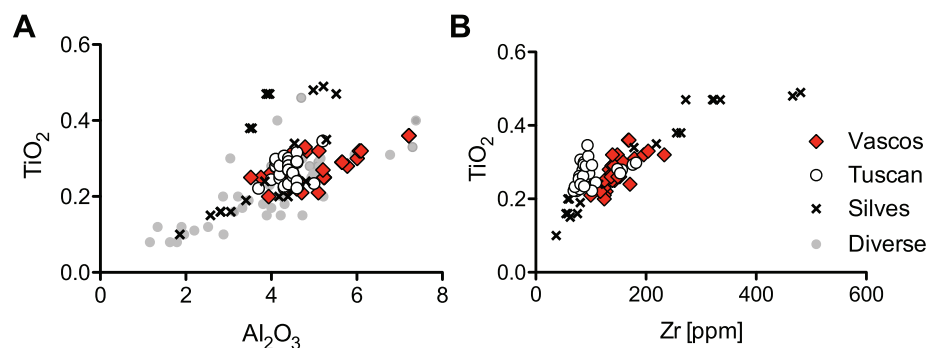 A
TiO₂
0.6
0.4
0.2
0.0
0 2 4 6 8
Al₂O₃
B
TiO₂
0.6
0.4
0.2
0.0
0 200 400 600
Zr [ppm]
Vascos
Tuscan
Silves
Diverse